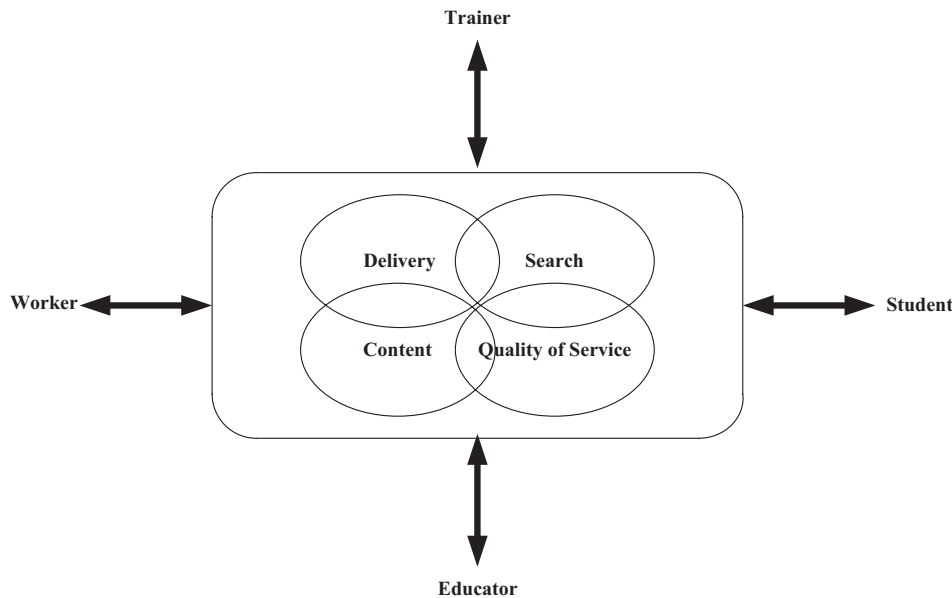 Trainer
Delivery
Search
Worker
Student
Content
Quality of Service
Educator